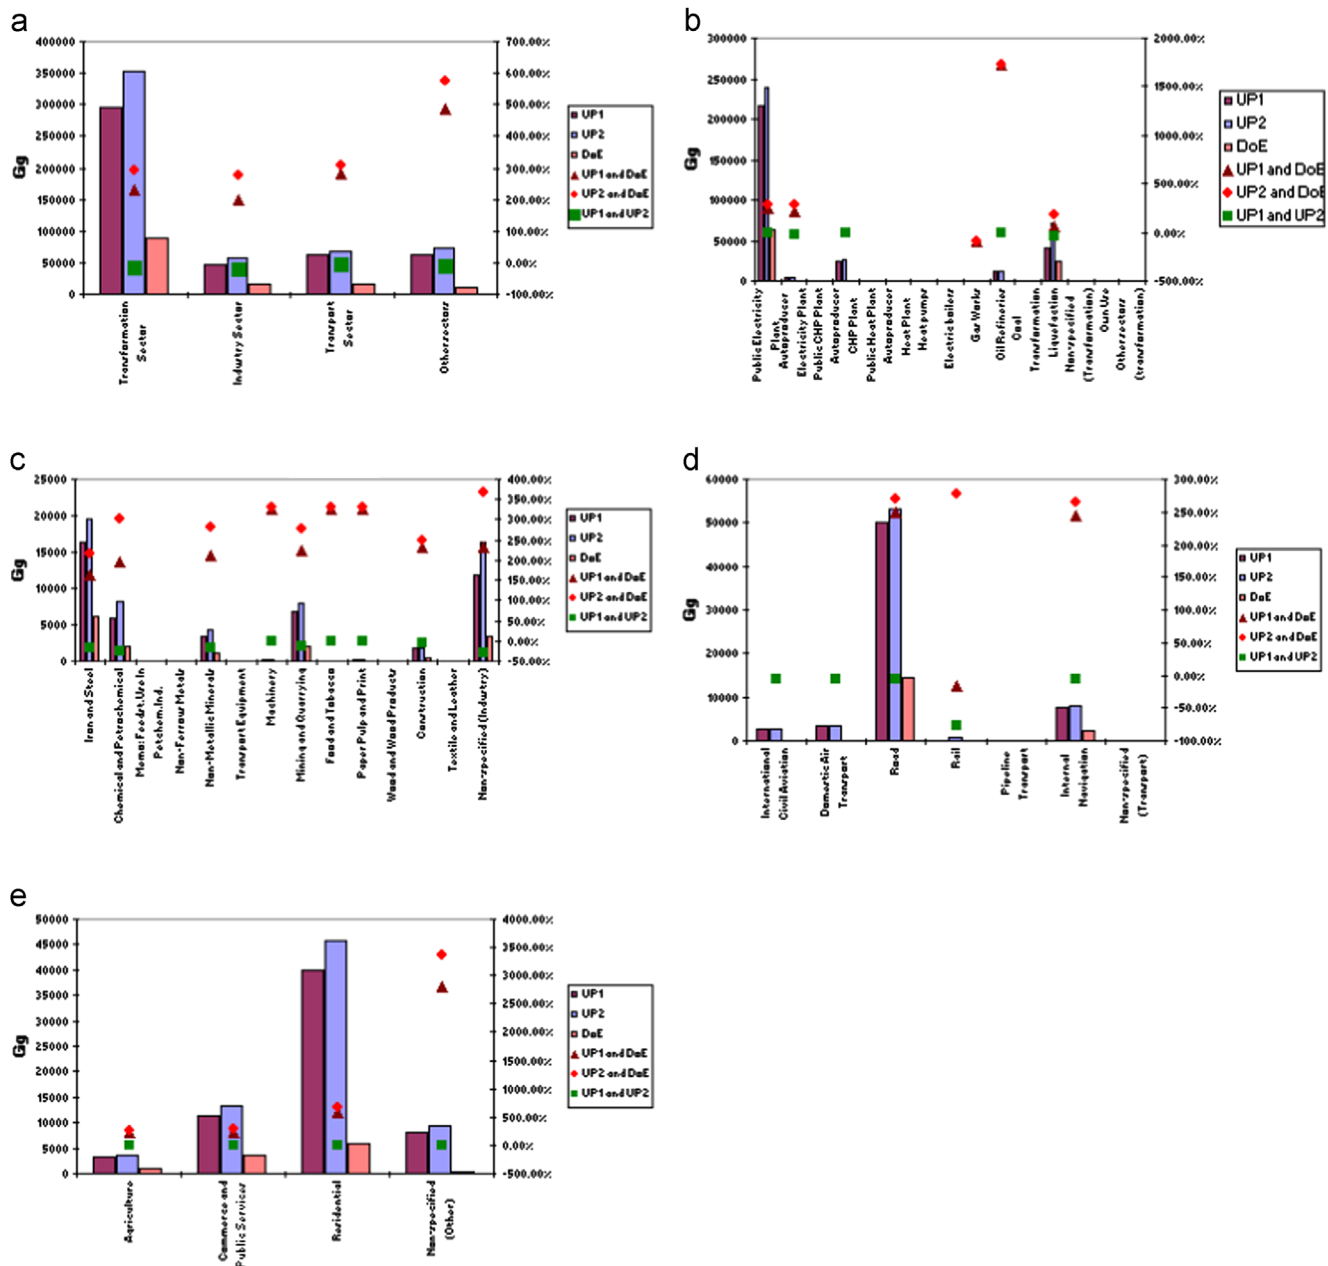 a
400000
350000
300000
250000
200000
150000
100000
50000
0
Gg
700.00%
600.00%
500.00%
400.00%
300.00%
200.00%
100.00%
0.00%
-100.00%
Transformation
Sector
Industry Sector
Transport
Sector
Other sectors
UP1
UP2
DoE
UP1 and DoE
UP2 and DoE
UP1 and UP2
b
300000
250000
200000
150000
100000
50000
0
Gg
2000.00%
1500.00%
1000.00%
500.00%
0.00%
-500.00%
Public Electricity
Plant
Autoproducer
Electricity Plant
Public CHP Plant
Autoproducer
CHP Plant
Public Heat Plant
Autoproducer
Heat Plant
Heat pumps
Electric boilers
Gas Works
Oil Refineries
Coal
Transformation
Liquefaction
Non-specified
(Transformation)
Own Use
Other sectors
(transformation)
UP1
UP2
DoE
UP1 and DoE
UP2 and DoE
UP1 and UP2
c
25000
20000
15000
10000
5000
0
Gg
400.00%
350.00%
300.00%
250.00%
200.00%
150.00%
100.00%
50.00%
0.00%
-50.00%
Iron and Steel
Chemical and Petrochemical
Memo: Feedst. Use In
Petchem. Ind.
Non-Ferrous Metals
Non-Metallic Minerals
Transport Equipment
Machinery
Mining and Quarrying
Food and Tobacco
Paper Pulp and Print
Wood and Wood Products
Construction
Textile and Leather
Non-specified (Industry)
UP1
UP2
DoE
UP1 and DoE
UP2 and DoE
UP1 and UP2
d
60000
50000
40000
30000
20000
10000
0
Gg
300.00%
250.00%
200.00%
150.00%
100.00%
50.00%
0.00%
-50.00%
-100.00%
International
Civil Aviation
Domestic Air
Transport
Road
Rail
Pipeline
Transport
Internal
Navigation
Non-specified
(Transport)
UP1
UP2
DoE
UP1 and DoE
UP2 and DoE
UP1 and UP2
e
50000
45000
40000
35000
30000
25000
20000
15000
10000
5000
0
Gg
4000.00%
3500.00%
3000.00%
2500.00%
2000.00%
1500.00%
1000.00%
500.00%
0.00%
-500.00%
Agriculture
Commerce and
Public Services
Residential
Non-specified
(Other)
UP1
UP2
DoE
UP1 and DoE
UP2 and DoE
UP1 and UP2